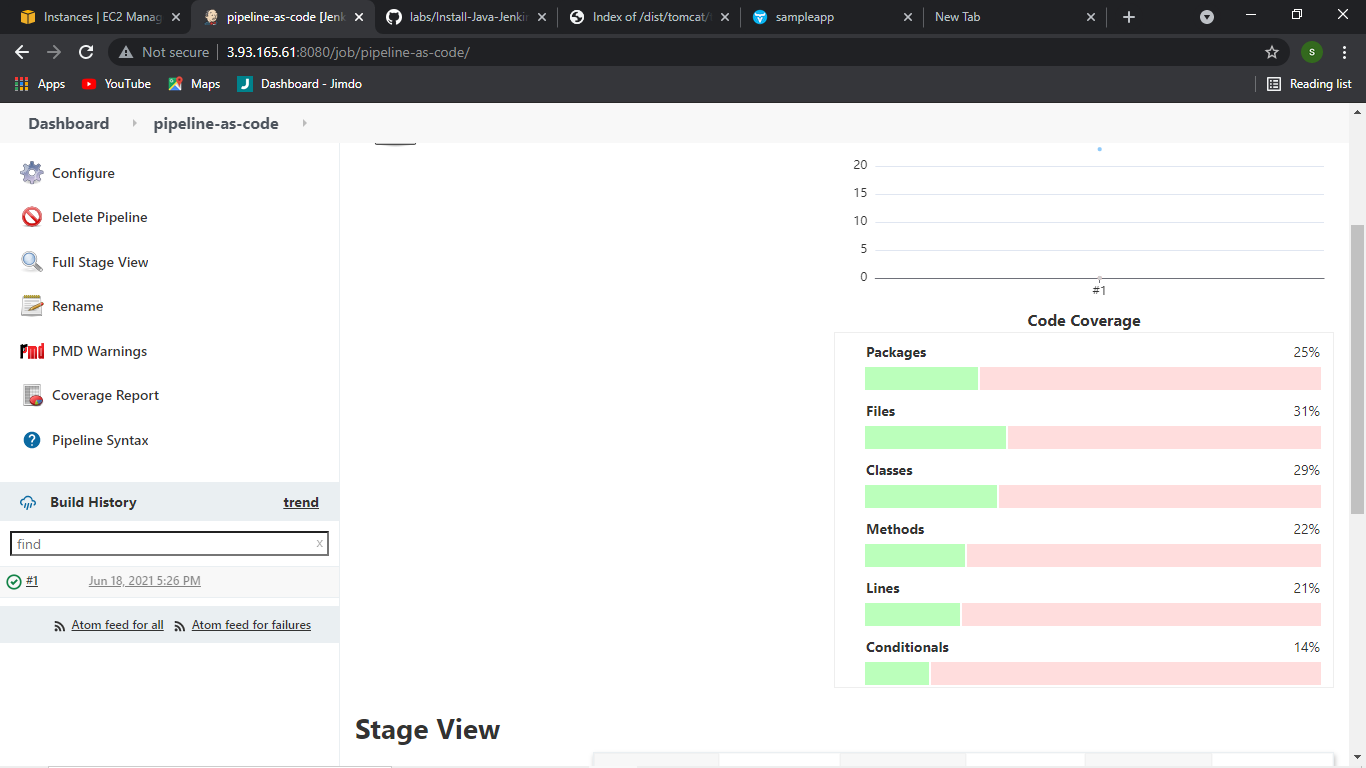 Instances | EC2 Manag
pipeline-as-code [Jenk
labs/Install-Java-Jenkin
Index of /dist/tomcat/
sampleapp
New Tab
Not secure
3.93.165.61:8080/job/pipeline-as-code/
S
Apps
YouTube
Maps
Dashboard - Jimdo
Reading list
Dashboard
pipeline-as-code
Configure
Delete Pipeline
Full Stage View
Rename
PMD Warnings
Coverage Report
Pipeline Syntax
Build History
trend
find
x
#1
Jun 18, 2021 5:26 PM
Atom feed for all
Atom feed for failures
20
15
10
5
0
#1
Code Coverage
Packages 25%
Files 31%
Classes 29%
Methods 22%
Lines 21%
Conditionals 14%
Stage View